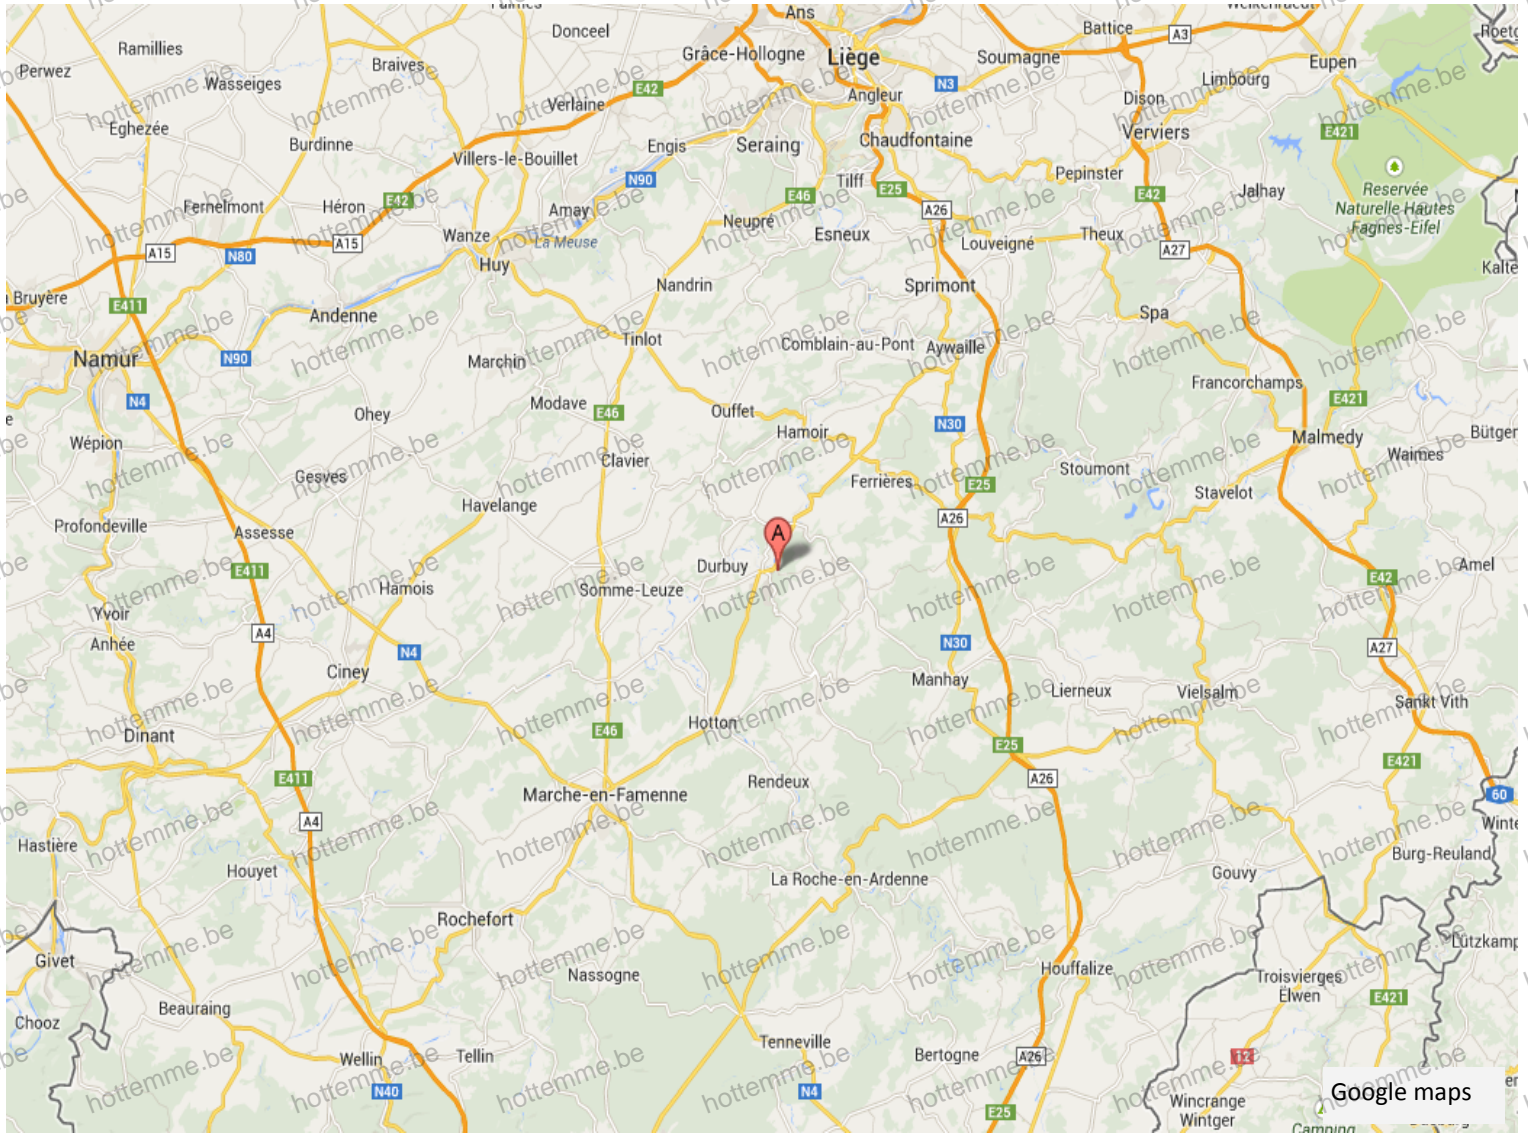 Ans
Donceel
Battice
A3
Ramillies
Grâce-Hollogne
Liège
Soumagne
Eupen
Perwez
Wasseiges
Braives
E42
N3
Limbourg
Verlaine
Angleur
Dison
Eghezée
Burdinne
Villers-le-Bouillet
Engis
Seraing
Chaudfontaine
Verviers
E421
N90
Tilff
E25
Pepinster
E42
Jalhay
Reservée
Naturelle Hautes
Fagnes-Eifel
Fernelmont
Héron
E42
Amay
E46
Neupré
A26
Esneux
Louveigné
Theux
A27
A15
N80
A15
Wanze
La Meuse
Huy
Bruyère
E411
Andenne
Nandrin
Sprimont
Spa
Namur
N90
Marchin
Tinlot
Comblain-au-Pont
Aywaille
Francorchamps
N4
Ohey
Modave
E46
Ouffet
Hamoir
N30
E421
Wépion
Malmedy
Waimes
Gesves
Clavier
Ferrières
E25
Stoumont
Stavelot
Profondeville
Assesse
Havelange
A26
A
E411
Hamois
Somme-Leuze
Durbuy
E42
Amel
Yvoir
Anhée
A4
N4
N30
A27
Ciney
Manhay
Lierneux
Vielsalm
Sankt Vith
Dinant
E46
Hotton
E25
E421
E411
Marche-en-Famenne
Rendeux
A26
60
A4
Hastière
Houyet
La Roche-en-Ardenne
Gouvy
Burg-Reuland
Rochefort
Givet
Nassogne
Houffalize
Troisvierges
Ëlwen
E421
Chooz
Beauraing
Wellin
Tellin
Tenneville
Bertogne
A26
12
N40
N4
E25
Wincrange
Wintger
Google maps
Camping
hottemme.be